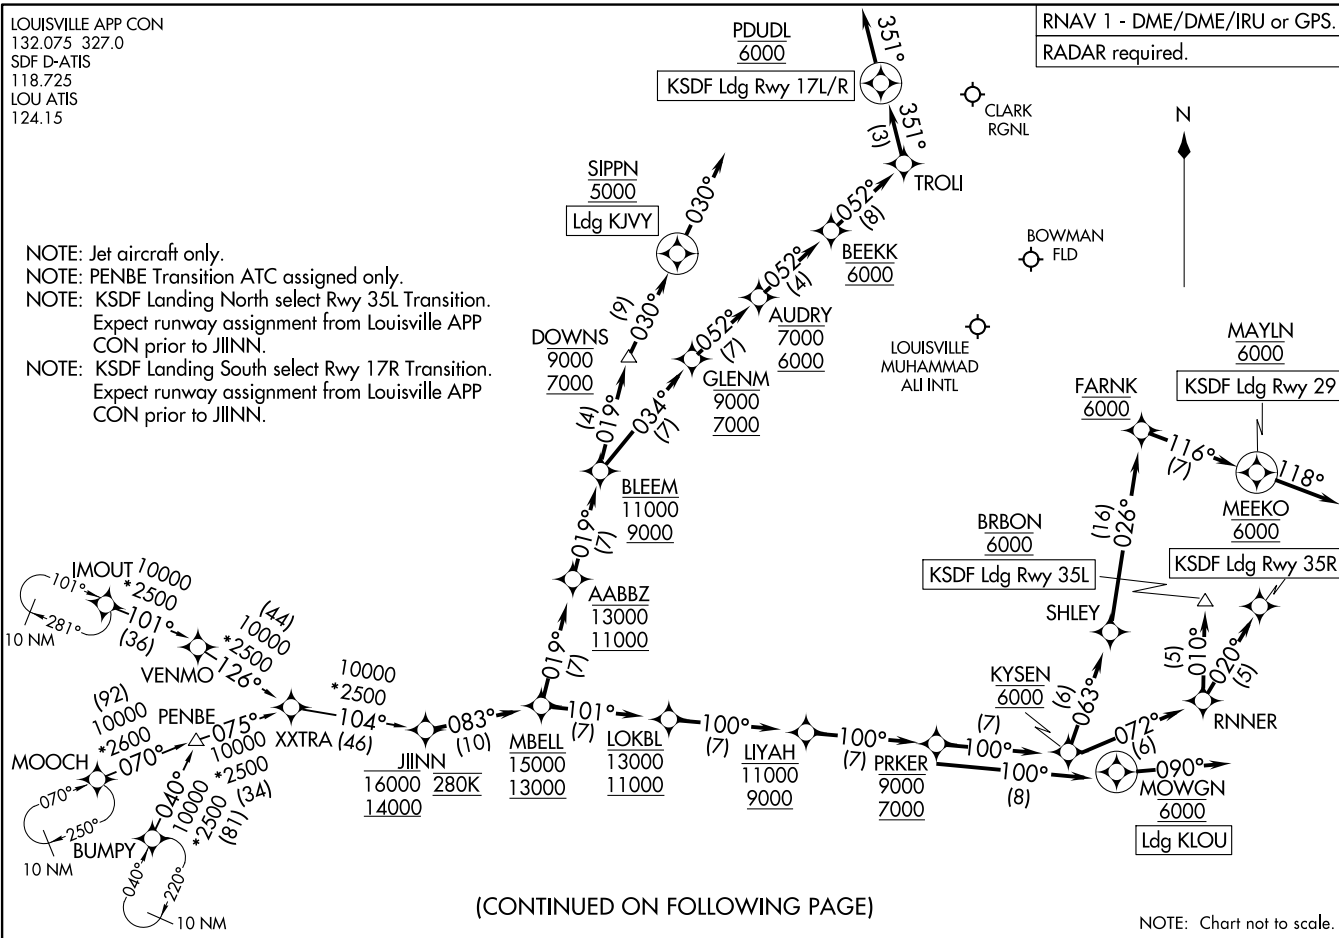 LOUISVILLE APP CON
132.075 327.0
SDF D-ATIS
118.725
LOU ATIS
124.15
RNAV 1 - DME/DME/IRU or GPS.
RADAR required.
PDUDL
6000
KSDF Ldg Rwy 17L/R
351°
351°
(3)
CLARK
RGNL
N
TROLI
SIPPN
5000
Ldg KJVY
030°
052°
(8)
BEEKK
6000
BOWMAN
FLD
NOTE: Jet aircraft only.
NOTE: PENBE Transition ATC assigned only.
NOTE: KSDF Landing North select Rwy 35L Transition.
Expect runway assignment from Louisville APP
CON prior to JIINN.
NOTE: KSDF Landing South select Rwy 17R Transition.
Expect runway assignment from Louisville APP
CON prior to JIINN.
(9)
030°
052°
(4)
AUDRY
7000
6000
DOWNS
9000
7000
052°
(7)
GLENM
9000
7000
LOUISVILLE
MUHAMMAD
ALI INTL
MAYLN
6000
KSDF Ldg Rwy 29
FARNK
6000
(4)
019°
034°
(7)
116°
(7)
118°
BLEEM
11000
9000
MEEKO
6000
KSDF Ldg Rwy 35R
BRBON
6000
KSDF Ldg Rwy 35L
(16)
026°
019°
(7)
AABBZ
13000
11000
SHLEY
IMOUT
10000
*2500
101°
281°
10 NM
101°
(36)
VENMO
(44)
10000
*2500
126°
019°
(7)
(5)
010°
020°
(5)
KYSEN
6000
(6)
063°
RNNER
10000
*2500
104°
(46)
XXTRA
(92)
10000
*2600
070°
MOOCH
070°
250°
10 NM
PENBE
075°
10000
*2500
(34)
083°
(10)
JIINN
16000
14000
280K
MBELL
15000
13000
101°
(7)
LOKBL
13000
11000
100°
(7)
LIYAH
11000
9000
100°
(7)
PRKER
9000
7000
(7)
100°
072°
(6)
100°
(8)
090°
MOWGN
6000
Ldg KLOU
040°
10000
*2500
(81)
BUMPY
040°
220°
10 NM
(CONTINUED ON FOLLOWING PAGE)
NOTE: Chart not to scale.